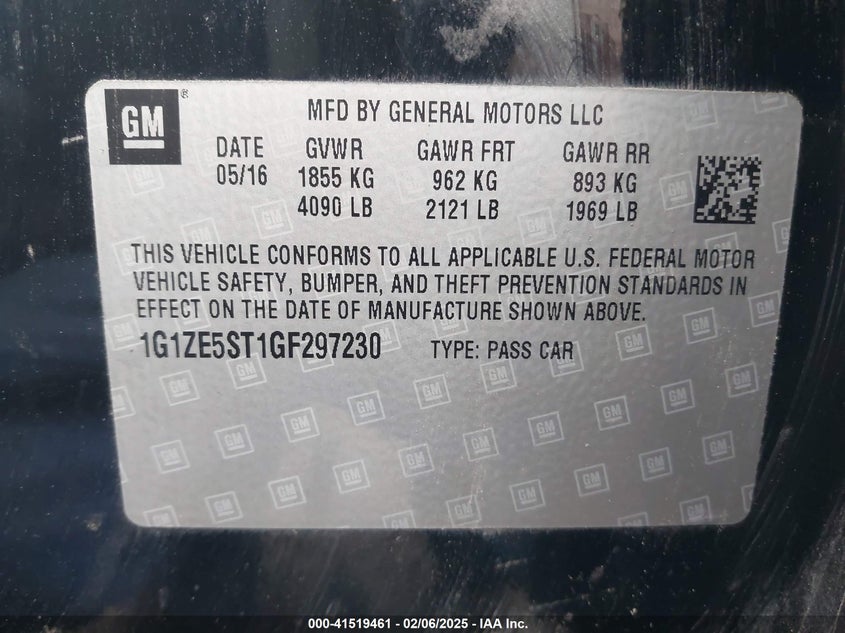 GM® MFD BY GENERAL MOTORS LLC
DATE GVWR GAWR FRT GAWR RR
05/16 1855 KG 962 KG 893 KG
4090 LB 2121 LB 1969 LB
THIS VEHICLE CONFORMS TO ALL APPLICABLE U.S. FEDERAL MOTOR
VEHICLE SAFETY, BUMPER, AND THEFT PREVENTION STANDARDS IN
EFFECT ON THE DATE OF MANUFACTURE SHOWN ABOVE.
1G1ZE5ST1GF297230 TYPE: PASS CAR
000-41519461 - 02/06/2025 - IAA Inc.